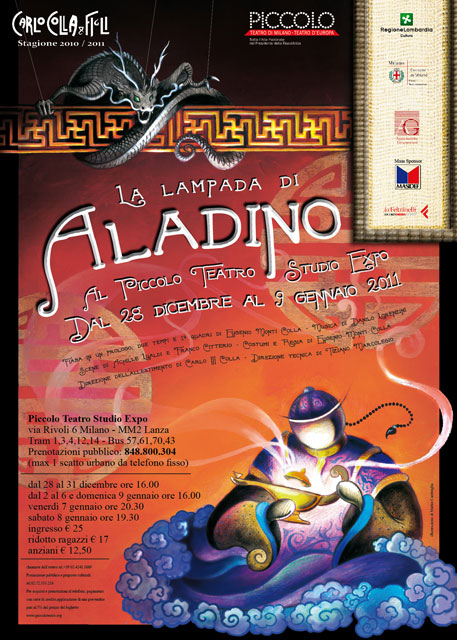 CARLO COLLA & FIGLI
Stagione 2010 / 2011
PICCOLO
TEATRO DI MILANO - TEATRO D'EUROPA
RegioneLombardia
Cultura
Milano
Comune
di Milano
Main Sponsor
MASIDEF
laFeltrinelli
LA LAMPADA DI
ALADINO
AL PICCOLO TEATRO STUDIO EXPO
DAL 28 DICEMBRE AL 9 GENNAIO 2011
FIABA IN UN PROLOGO, DUE TEMPI E QUADRI DI EUGENIO MONTI COLLA - MUSICA DI DANILO LORENZINI
SCENE DI ACHILLE LUALDI E FRANCO CITTERIO - COSTUMI E REGIA DI EUGENIO MONTI COLLA
DIREZIONE DELL'ALLESTIMENTO DI CARLO III COLLA - DIREZIONE TECNICA DI TIZIANO MARCOLEGIO
Piccolo Teatro Studio Expo
via Rivoli 6 Milano - MM2 Lanza
Tram 1,3,4,12,14 - Bus 57,61,70,43
Prenotazioni pubblico: 848.800.304
(max 1 scatto urbano da telefono fisso)
dal 28 al 31 dicembre ore 16.00
dal 2 al 6 e domenica 9 gennaio ore 16.00
venerdì 7 gennaio ore 20.30
sabato 8 gennaio ore 19.30
ingresso € 25
ridotto ragazzi € 17
anziani € 12,50